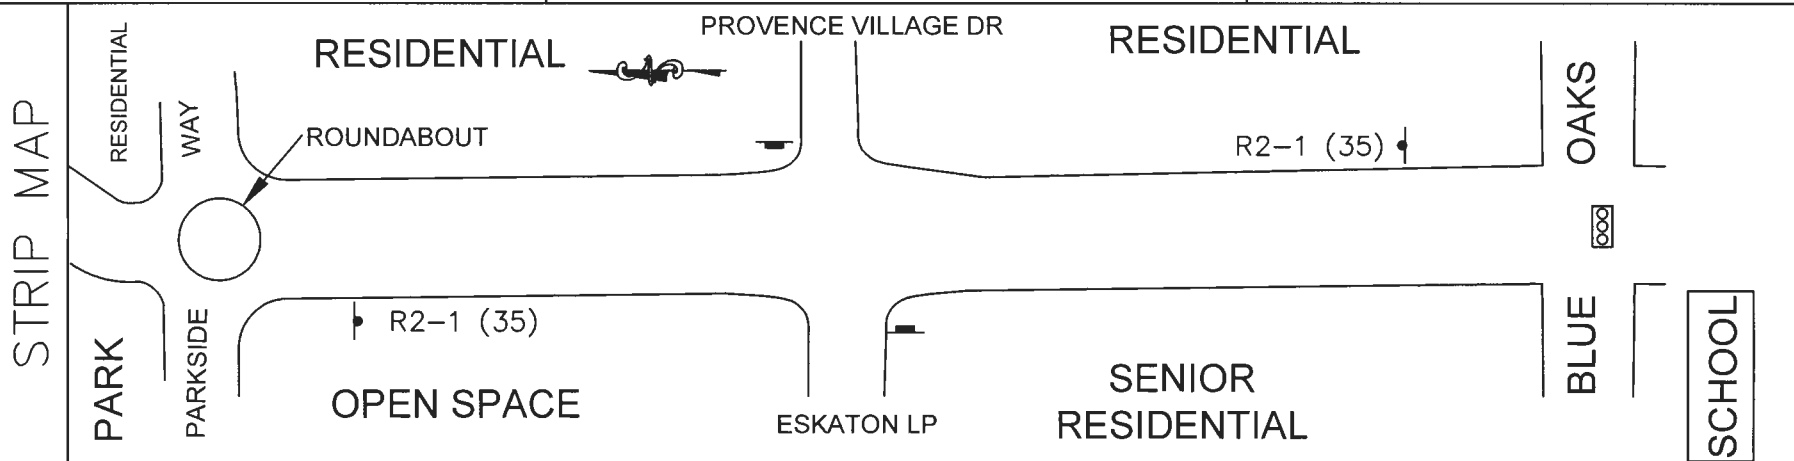 STRIP MAP
RESIDENTIAL
RESIDENTIAL
PROVENCE VILLAGE DR
RESIDENTIAL
WAY
ROUNDABOUT
R2-1 (35)
OAKS
R2-1 (35)
PARK
PARKSIDE
OPEN SPACE
ESKATON LP
SENIOR
RESIDENTIAL
BLUE
SCHOOL